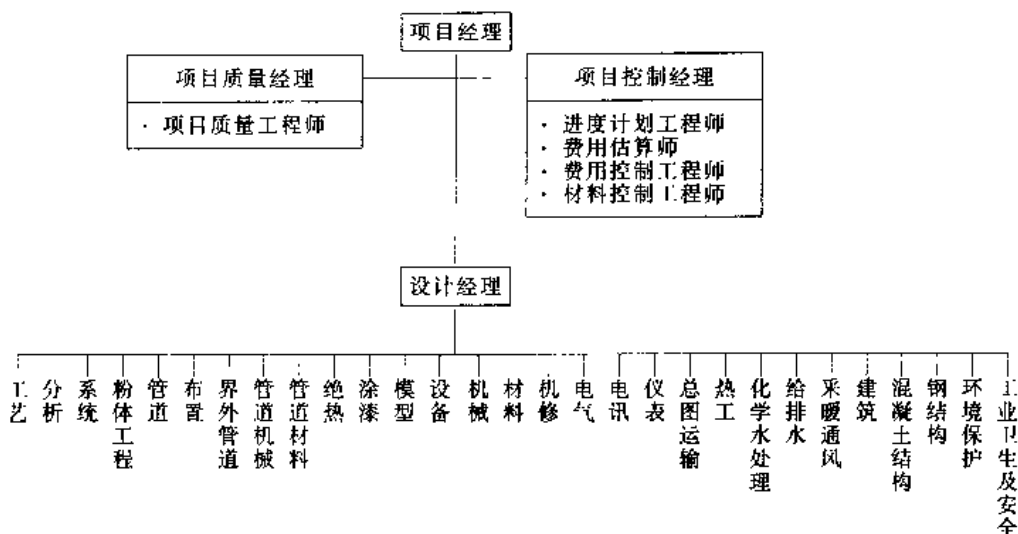 项目经理
项目质量经理
· 项目质量工程师
项目控制经理
· 进度计划工程师
· 费用估算师
· 费用控制工程师
· 材料控制工程师
设计经理
工艺
分析
系统
粉体工程
管道
布置
界外管道
管道机械
管道材料
绝热
涂漆
模型
设备
机械
材料
机修
电气
电讯
仪表
总图运输
热工
化学水处理
给排水
采暖通风
建筑
混凝土结构
钢结构
环境保护
工业卫生及安全